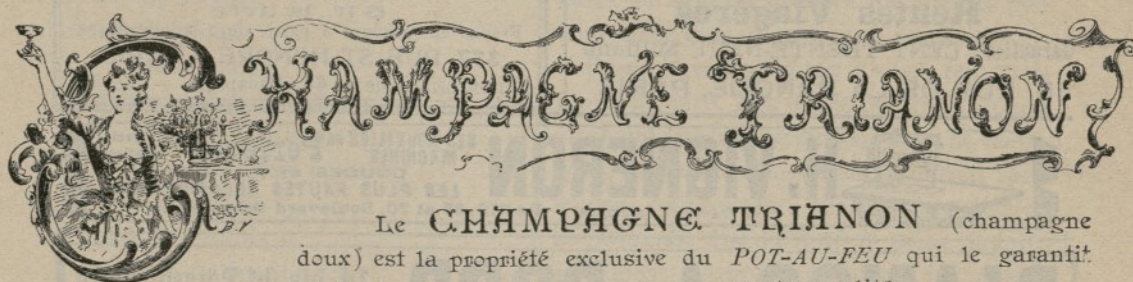 CHAMPAGNE TRIANON
Le CHAMPAGNE TRIANON (champagne
doux) est la propriété exclusive du POT-AU-FEU qui le garantit